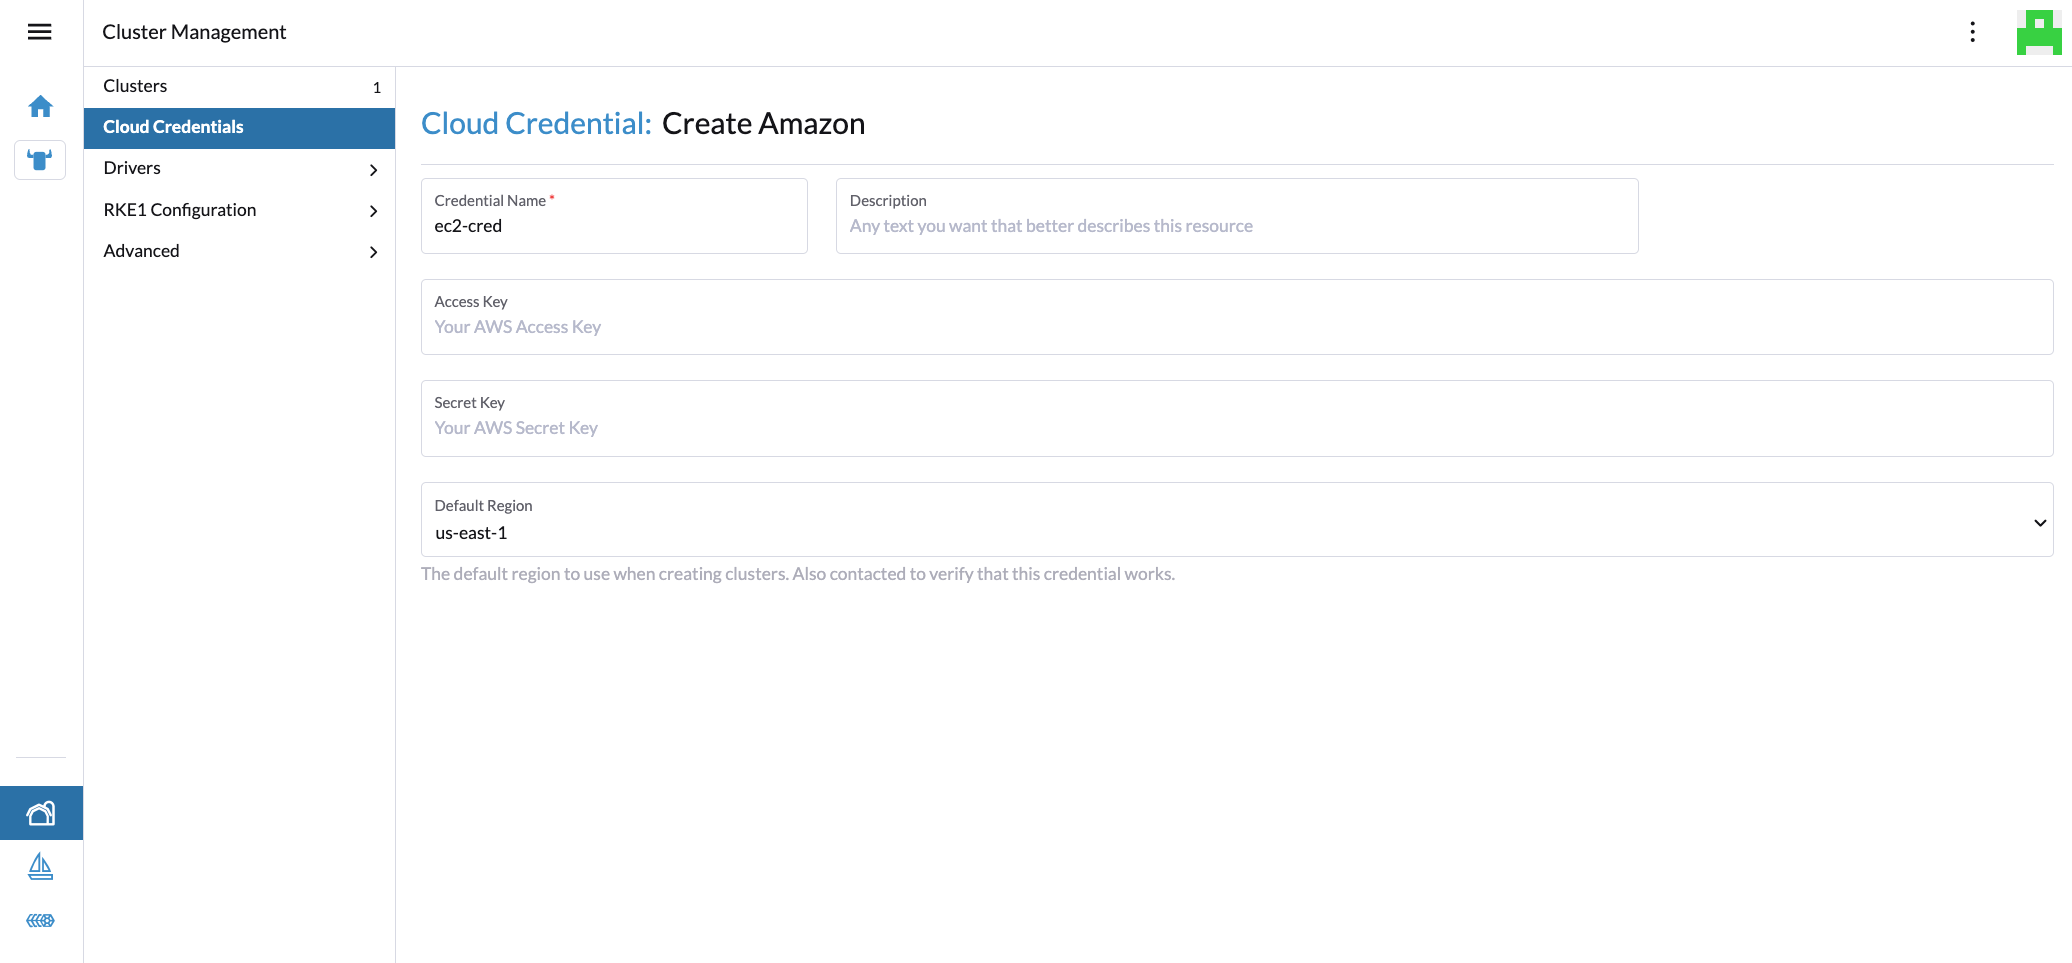 Cluster Management
Clusters 1
Cloud Credentials
Drivers
RKE1 Configuration
Advanced
Cloud Credential: Create Amazon
Credential Name *
ec2-cred
Description
Any text you want that better describes this resource
Access Key
Your AWS Access Key
Secret Key
Your AWS Secret Key
Default Region
us-east-1
The default region to use when creating clusters. Also contacted to verify that this credential works.